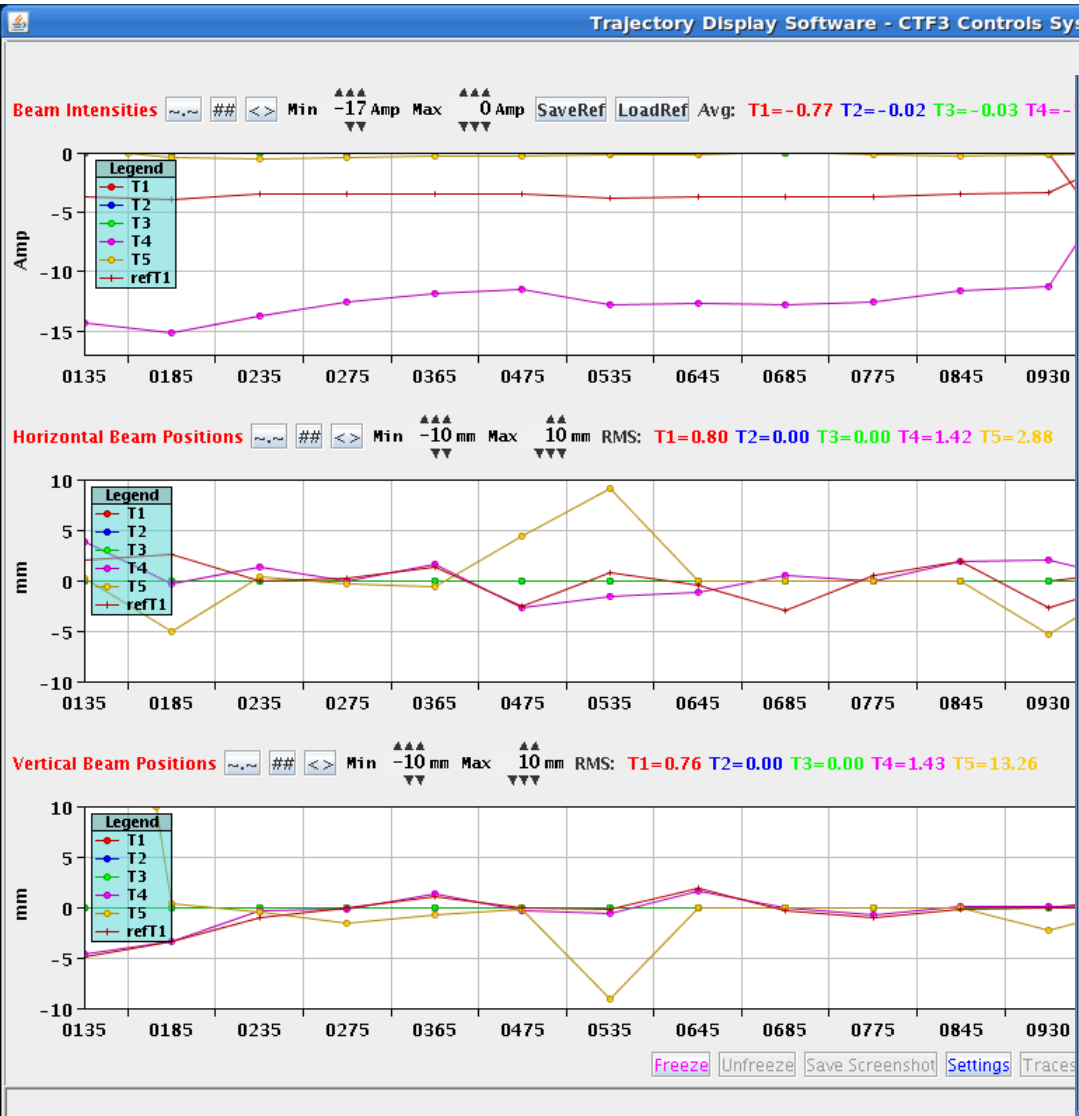 Trajectory Display Software - CTF3 Controls Sys
Beam Intensities ~.~ ## <> Min -17 Amp Max 0 Amp SaveRef LoadRef Avg: T1=-0.77 T2=-0.02 T3=-0.03 T4=-
0
-5
-10
-15
Amp
Legend
T1
T2
T3
T4
T5
refT1
0135 0185 0235 0275 0365 0475 0535 0645 0685 0775 0845 0930
Horizontal Beam Positions ~.~ ## <> Min -10 mm Max 10 mm RMS: T1=0.80 T2=0.00 T3=0.00 T4=1.42 T5=2.88
10
5
0
-5
-10
mm
Legend
T1
T2
T3
T4
T5
refT1
0135 0185 0235 0275 0365 0475 0535 0645 0685 0775 0845 0930
Vertical Beam Positions ~.~ ## <> Min -10 mm Max 10 mm RMS: T1=0.76 T2=0.00 T3=0.00 T4=1.43 T5=13.26
10
5
0
-5
-10
mm
Legend
T1
T2
T3
T4
T5
refT1
0135 0185 0235 0275 0365 0475 0535 0645 0685 0775 0845 0930
Freeze Unfreeze Save Screenshot Settings Traces